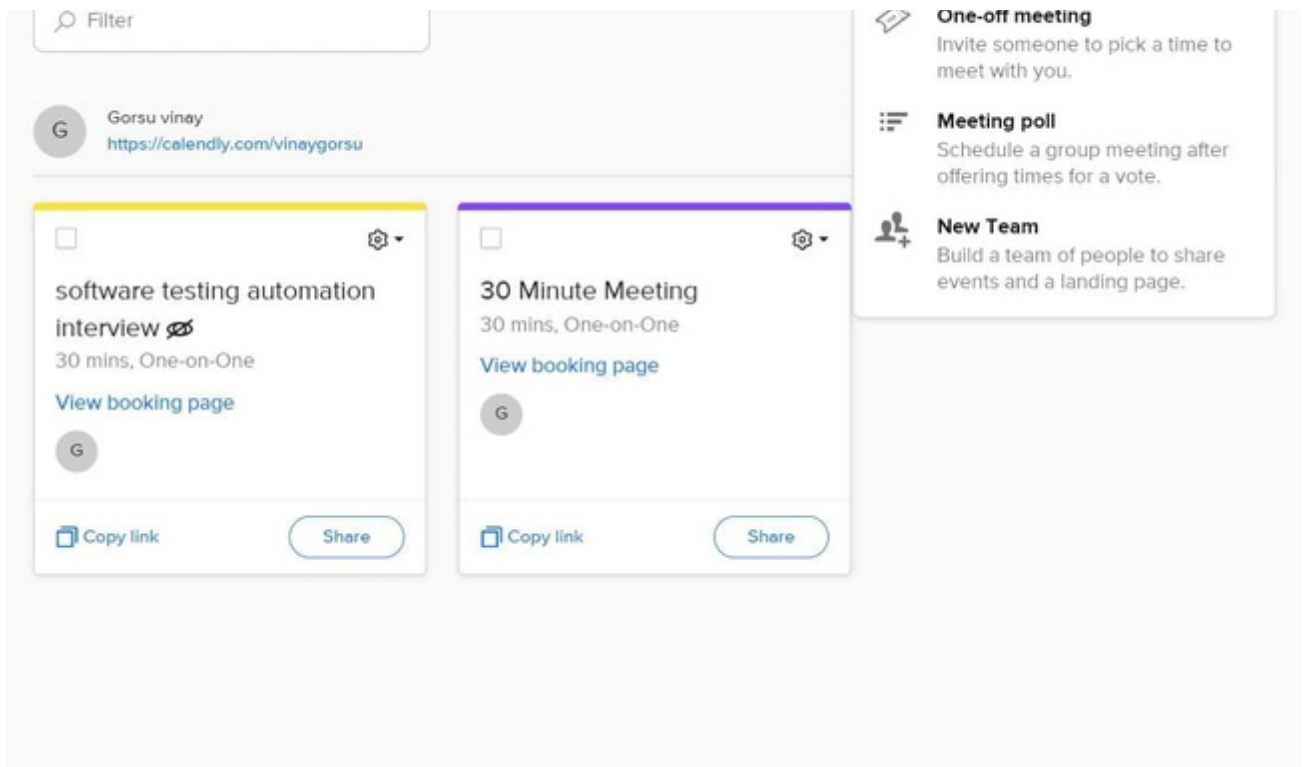 Filter
Gorsu vinay
https://calendly.com/vinaygorsu
software testing automation
interview
30 mins, One-on-One
View booking page
G
Copy link
Share
30 Minute Meeting
30 mins, One-on-One
View booking page
G
Copy link
Share
G
One-off meeting
Invite someone to pick a time to
meet with you.
Meeting poll
Schedule a group meeting after
offering times for a vote.
New Team
Build a team of people to share
events and a landing page.